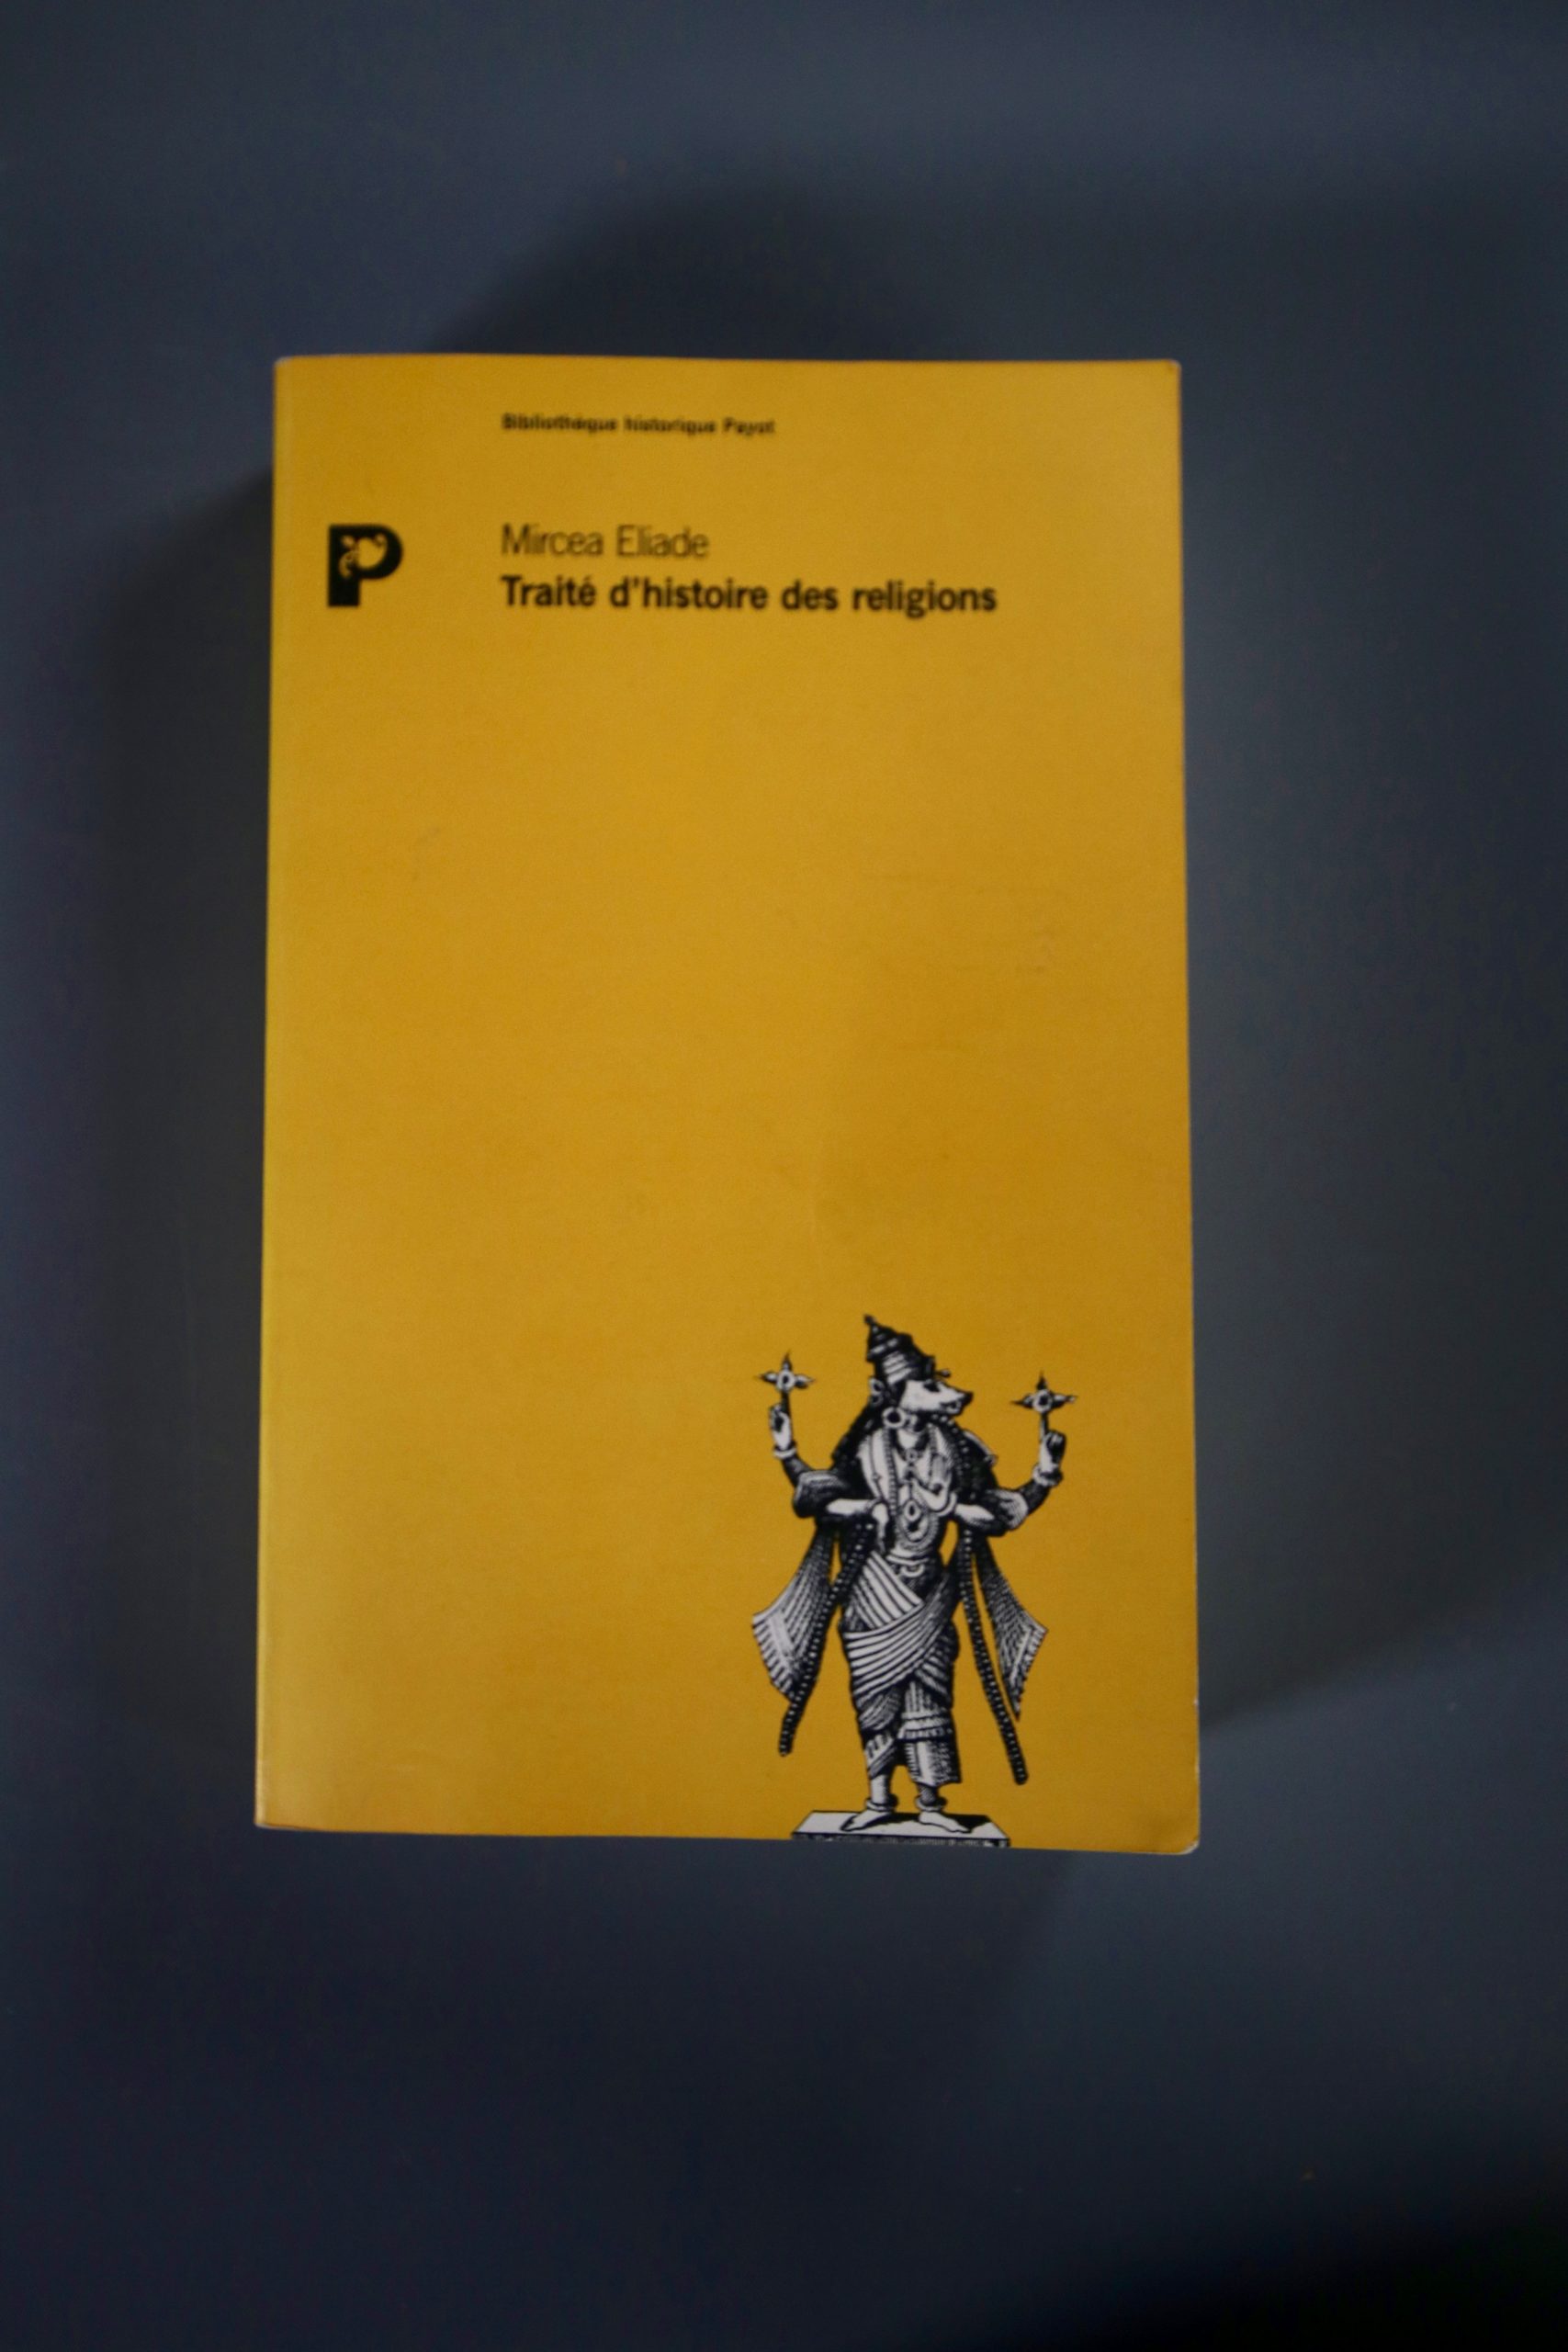 Bibliothèque historique Payot
P
Mircea Eliade
Traité d'histoire des religions